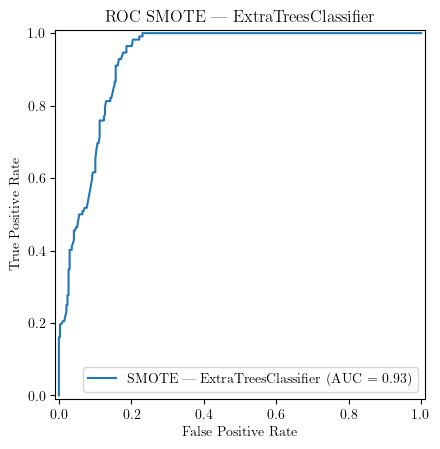 ROC SMOTE — ExtraTreesClassifier
True Positive Rate
1.0
0.8
0.6
0.4
0.2
0.0
SMOTE — ExtraTreesClassifier (AUC = 0.93)
0.0 0.2 0.4 0.6 0.8 1.0
False Positive Rate